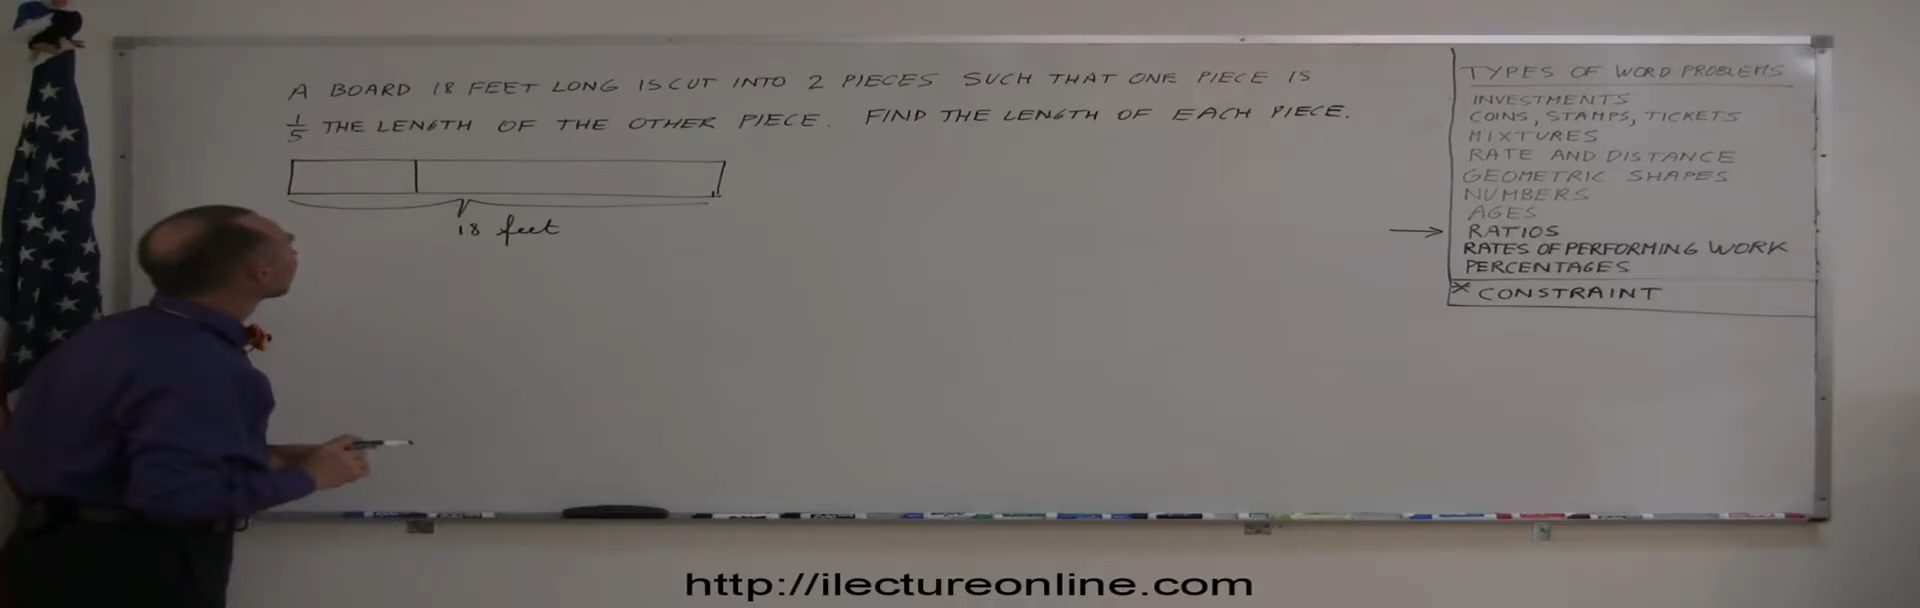 A BOARD 18 FEET LONG IS CUT INTO 2 PIECES SUCH THAT ONE PIECE IS
1/5 THE LENGTH OF THE OTHER PIECE. FIND THE LENGTH OF EACH PIECE.
18 feet
TYPES OF WORD PROBLEMS
INVESTMENTS
COINS, STAMPS, TICKETS
MIXTURES
RATE AND DISTANCE
GEOMETRIC SHAPES
NUMBERS
AGES
→ RATIOS
RATES OF PERFORMING WORK
PERCENTAGES
* CONSTRAINT
http://ilectureonline.com